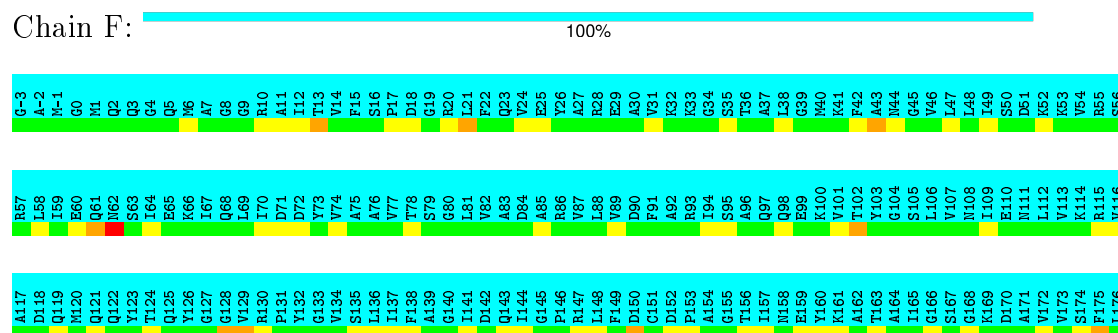 Chain F:
100%
G-3 A-2 M-1 G0 M1 Q2 Q3 G4 Q5 M6 A7 G8 G9 R10 A11 I12 T13 V14 F15 S16 P17 D18 G19 R20 L21 F22 Q23 V24 E25 Y26 A27 R28 E29 A30 V31 K32 K33 G34 S35 T36 A37 L38 G39 M40 K41 F42 A43 N44 G45 V46 L47 L48 I49 S50 D51 K52 K53 V54 R55 S56
R57 L58 I59 E60 Q61 N62 S63 I64 E65 K66 I67 Q68 L69 I70 D71 D72 Y73 V74 A75 A76 V77 T78 S79 G80 L81 V82 A83 D84 A85 R86 V87 L88 V89 D90 F91 A92 R93 I94 S95 A96 Q97 Q98 E99 K100 V101 T102 Y103 G104 S105 L106 V107 N108 I109 E110 N111 L112 V113 K114 R115 V116
A117 D118 Q119 M120 Q121 Q122 Y123 T124 Q125 Y126 G127 G128 V129 R130 P131 Y132 G133 V134 S135 L136 I137 F138 A139 G140 I141 D142 Q143 I144 G145 P146 R147 L148 F149 D150 C151 D152 P153 A154 G155 T156 I157 N158 E159 Y160 K161 A162 T163 A164 I165 G166 S167 G168 K169 D170 A171 V172 V173 S174 F175